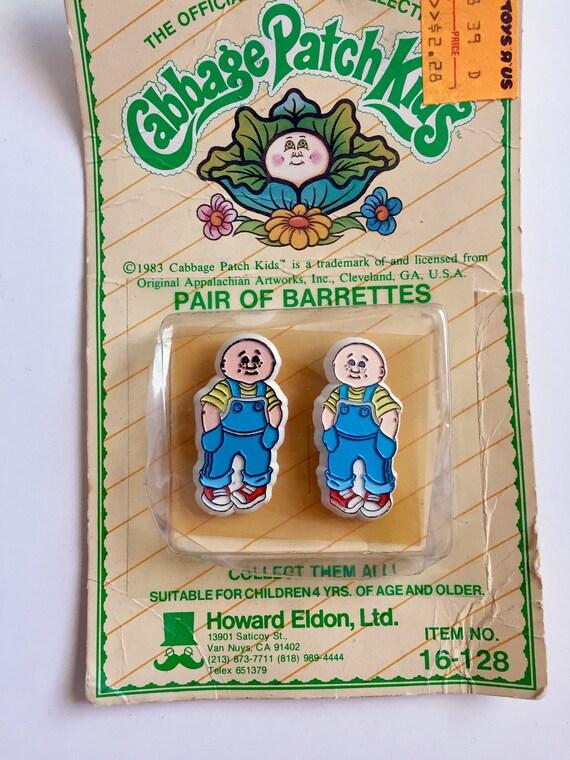 THE OFFICIAL
TOYS R US
39 D
PRICE
$2.28
Cabbage Patch Kids™
©1983 Cabbage Patch Kids™ is a trademark of and licensed from
Original Appalachian Artworks, Inc., Cleveland, GA, U.S.A.
PAIR OF BARRETTES
COLLECT THEM ALL!
SUITABLE FOR CHILDREN 4 YRS. OF AGE AND OLDER.
Howard Eldon, Ltd.
13901 Saticoy St.,
Van Nuys, CA 91402
(213) 873-7711 (818) 989-4444
Telex 651379
ITEM NO.
16-128